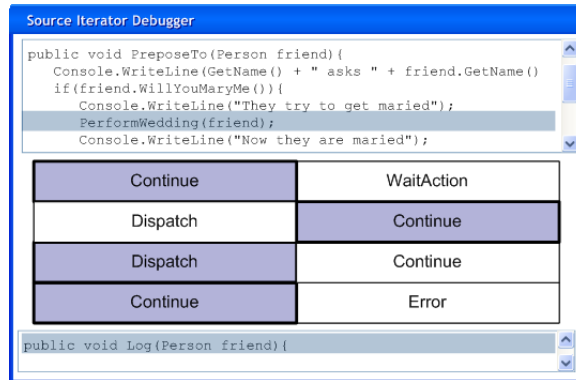 Source Iterator Debugger
public void PreposeTo(Person friend){
Console.WriteLine(GetName() + " asks " + friend.GetName()
if(friend.WillYouMaryMe()){
Console.WriteLine("They try to get maried");
PerformWedding(friend);
Console.WriteLine("Now they are maried");
Continue WaitAction
Dispatch Continue
Dispatch Continue
Continue Error
public void Log(Person friend){